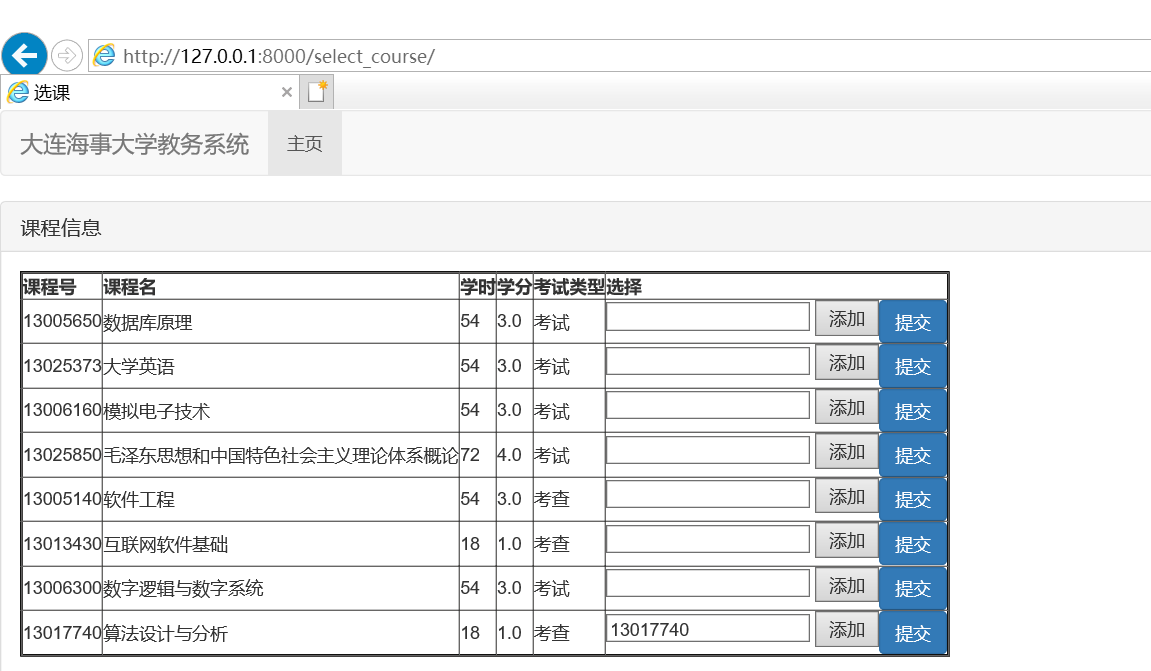 http://127.0.0.1:8000/select_course/
选课
大连海事大学教务系统 主页
课程信息
课程号 课程名 学时 学分 考试类型 选择
13005650 数据库原理 54 3.0 考试 添加 提交
13025373 大学英语 54 3.0 考试 添加 提交
13006160 模拟电子技术 54 3.0 考试 添加 提交
13025850 毛泽东思想和中国特色社会主义理论体系概论 72 4.0 考试 添加 提交
13005140 软件工程 54 3.0 考查 添加 提交
13013430 互联网软件基础 18 1.0 考查 添加 提交
13006300 数字逻辑与数字系统 54 3.0 考试 添加 提交
13017740 算法设计与分析 18 1.0 考查 13017740 添加 提交